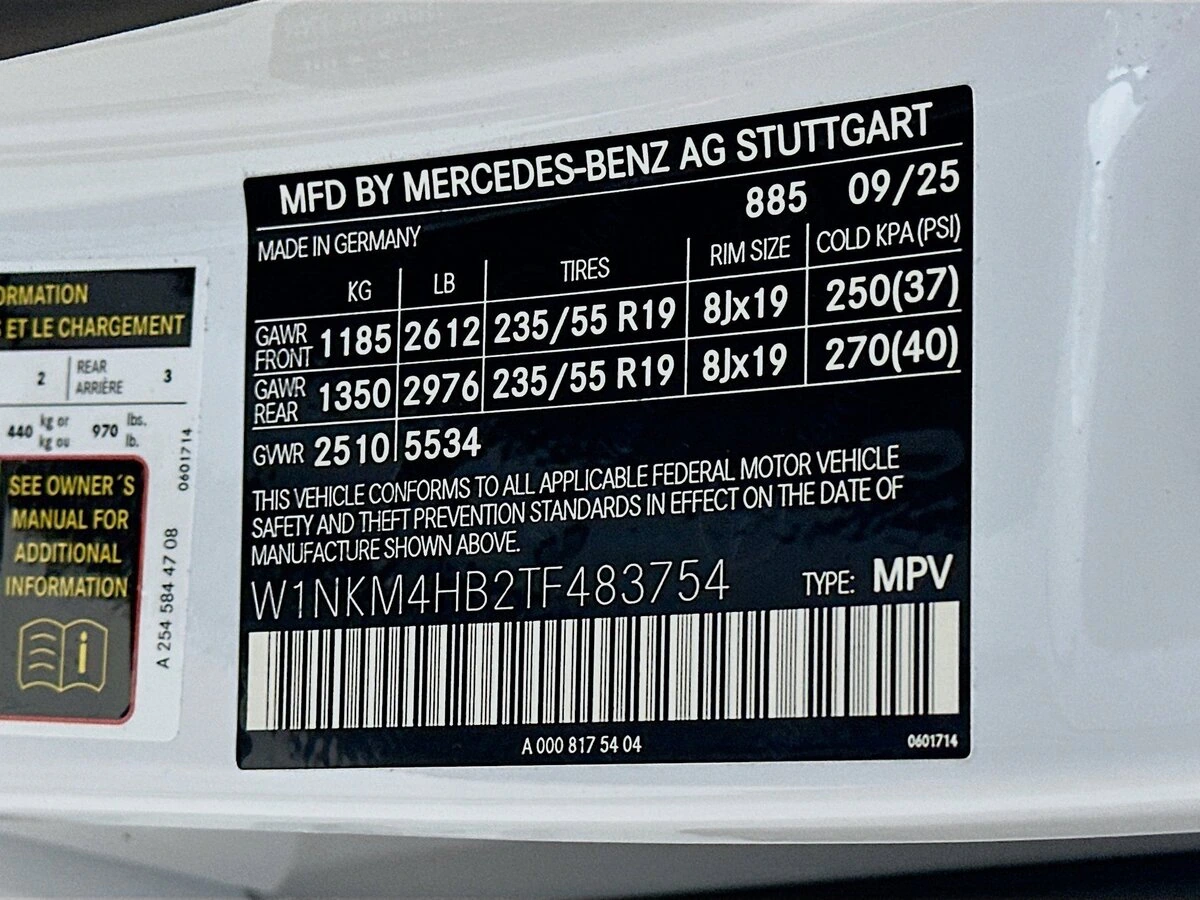 MFD BY MERCEDES-BENZ AG STUTTGART
885 09/25
MADE IN GERMANY
KG LB TIRES RIM SIZE COLD KPA (PSI)
GAWR FRONT 1185 2612 235/55 R19 8Jx19 250(37)
GAWR REAR 1350 2976 235/55 R19 8Jx19 270(40)
GVWR 2510 5534
THIS VEHICLE CONFORMS TO ALL APPLICABLE FEDERAL MOTOR VEHICLE
SAFETY AND THEFT PREVENTION STANDARDS IN EFFECT ON THE DATE OF
MANUFACTURE SHOWN ABOVE.
W1NKM4HB2TF483754 TYPE: MPV
A 000 817 54 04 0601714
ORMATION
S ET LE CHARGEMENT
2 REAR ARRIÈRE 3
440 kg or kg ou 970 lbs. lb.
SEE OWNER´S
MANUAL FOR
ADDITIONAL
INFORMATION
i
0601714
A 254 584 47 08